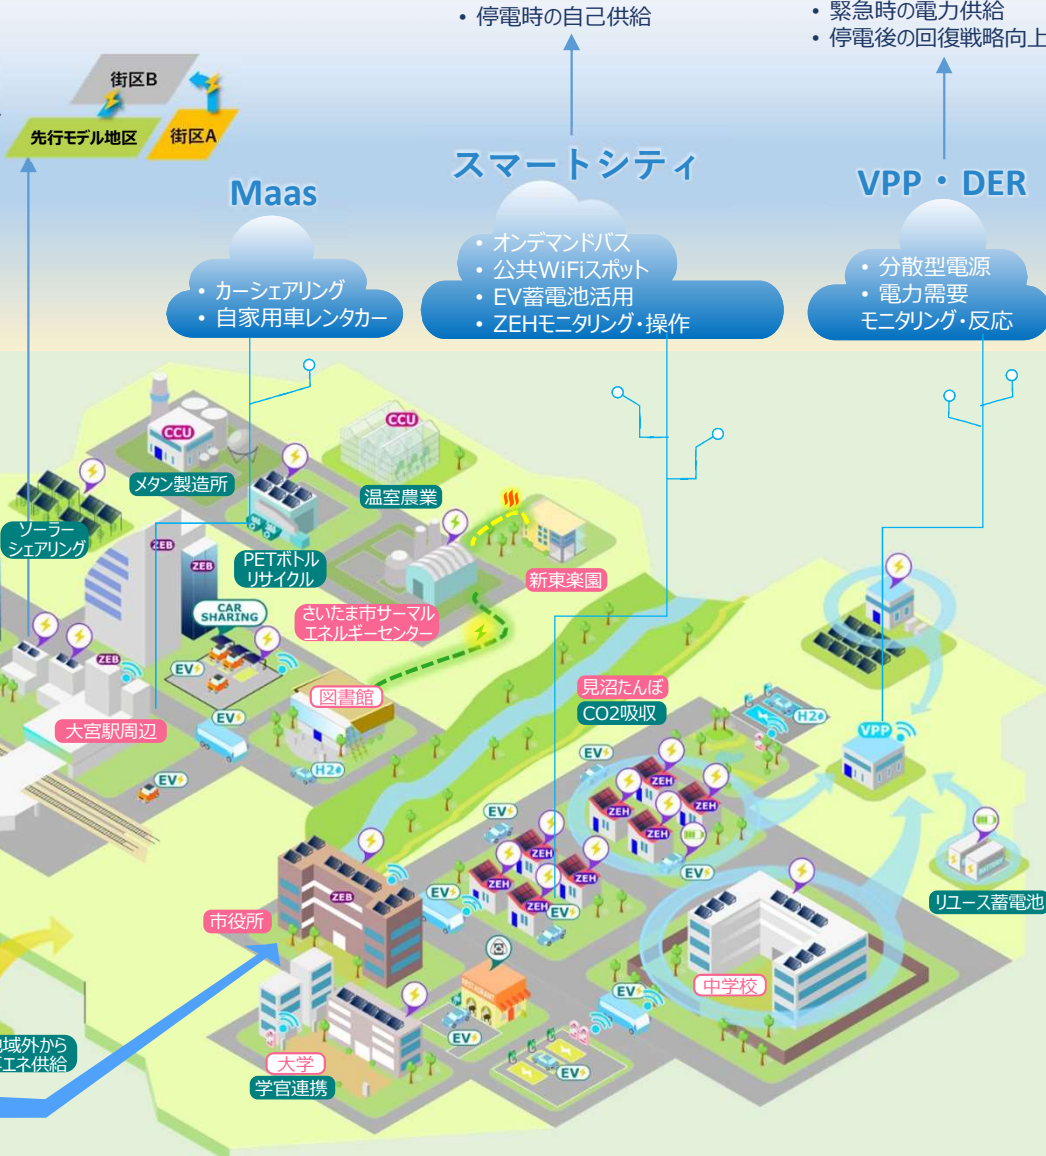 • 停電時の自己供給
• 緊急時の電力供給
• 停電後の回復戦略向上
街区B
先行モデル地区
街区A
Maas
スマートシティ
VPP・DER
• カーシェアリング
• 自家用車レンタカー
• オンデマンドバス
• 公共WiFiスポット
• EV蓄電池活用
• ZEHモニタリング・操作
• 分散型電源
• 電力需要
モニタリング・反応
CCU
メタン製造所
CCU
温室農業
ソーラー
シェアリング
ZEB
ZEB
PETボトル
リサイクル
新東楽園
CAR
SHARING
さいたま市サーマル
エネルギーセンター
ZEB
EV
図書館
見沼たんぼ
CO2吸収
大宮駅周辺
EV
H2
H2
VPP
EV
EV
ZEH
ZEH
ZEH
ZEH
EV
ZEH
ZEH
ZEH
ZEH
EV
EV
EV
ZEB
市役所
リユース蓄電池
中学校
RESTAURANT
EV
EV
EV
大学
学官連携
域外から
エネ供給